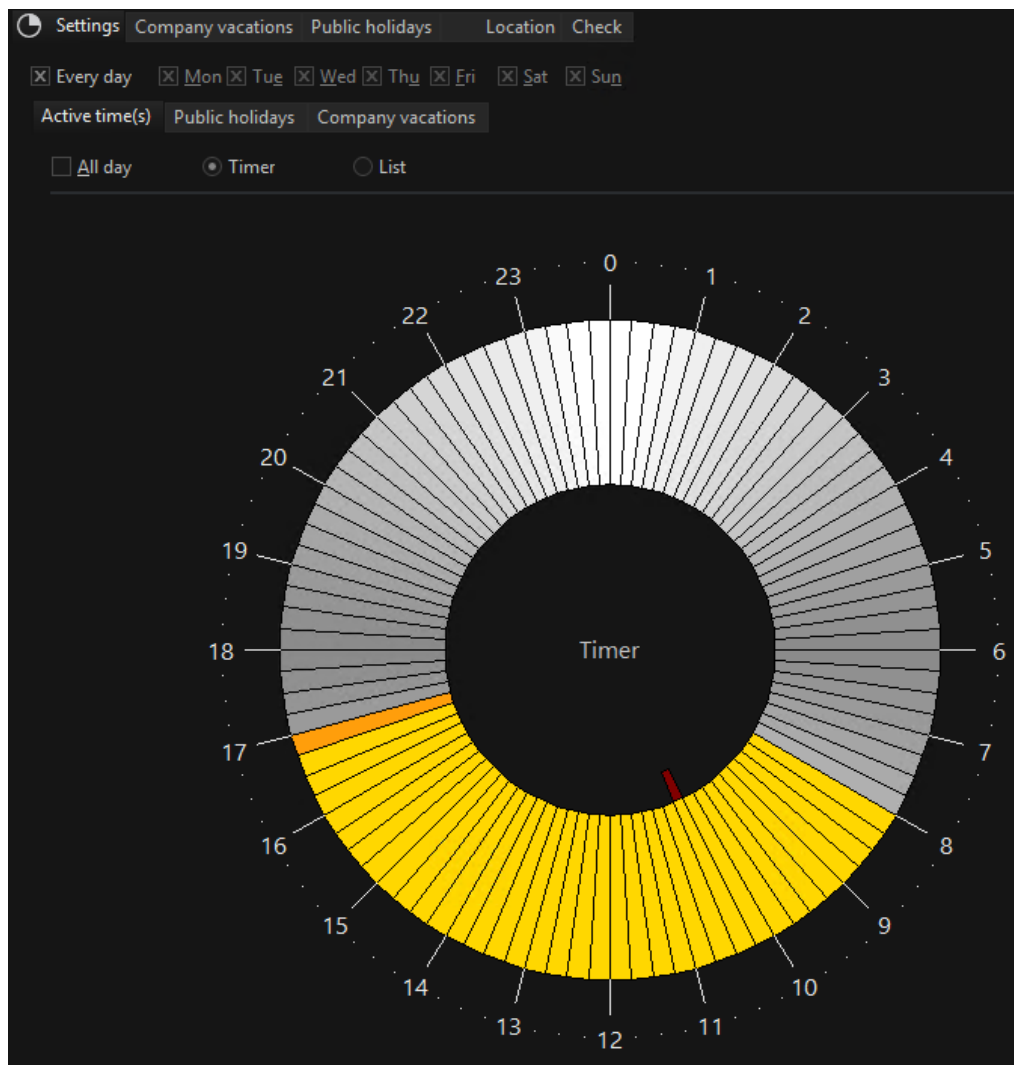 Settings Company vacations Public holidays Location Check
Every day Mon Tue Wed Thu Fri Sat Sun
Active time(s) Public holidays Company vacations
All day Timer List
0
23 1
22 2
21 3
20 4
19 5
Timer
18 6
17 7
16 8
15 9
14 10
13 11
12